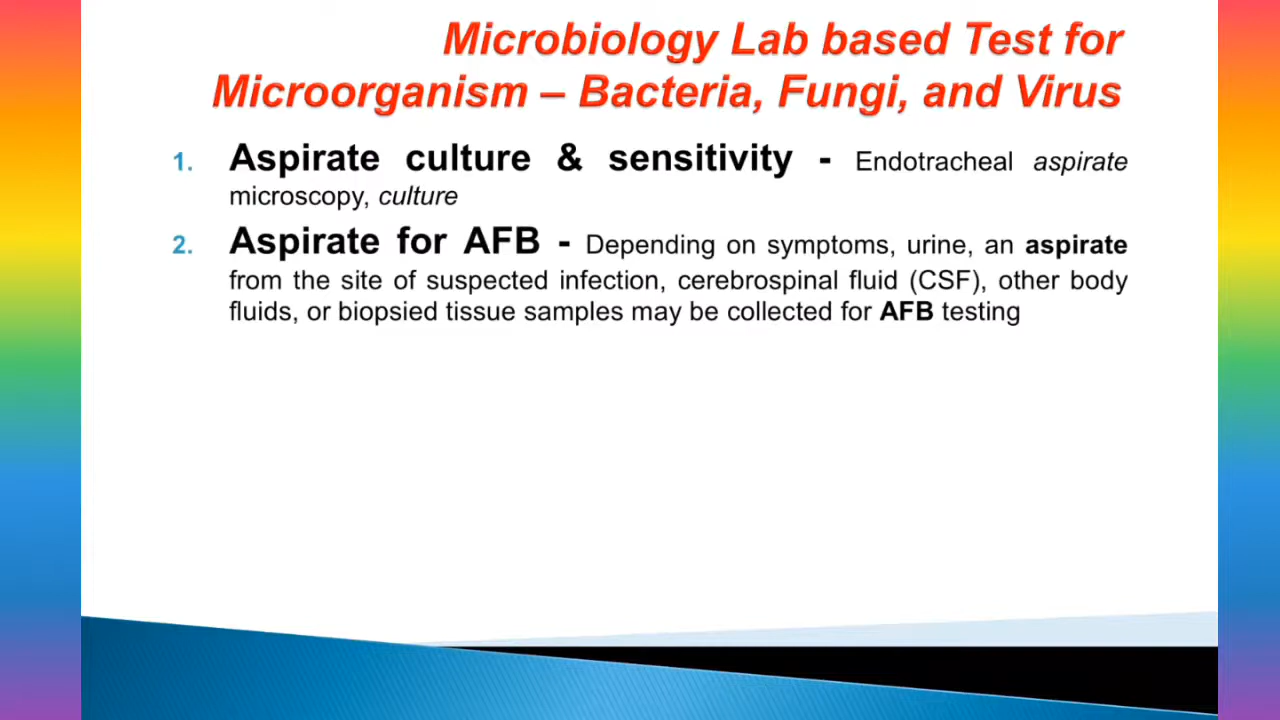 Microbiology Lab based Test for
Microorganism – Bacteria, Fungi, and Virus
1. Aspirate culture & sensitivity - Endotracheal aspirate
microscopy, culture
2. Aspirate for AFB - Depending on symptoms, urine, an aspirate
from the site of suspected infection, cerebrospinal fluid (CSF), other body
fluids, or biopsied tissue samples may be collected for AFB testing